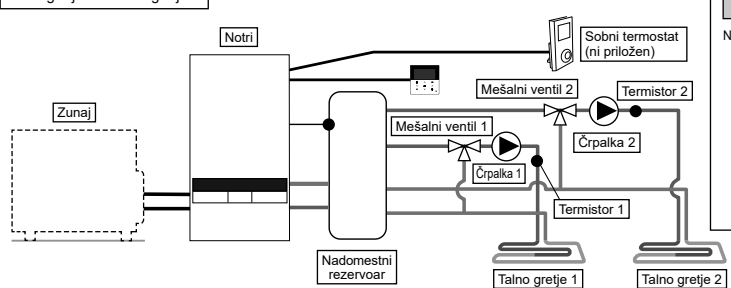 Notri
Sobni termostat
(ni priložen)
Mešalni ventil 2
Termistor 2
Zunaj
Mešalni ventil 1
Črpalka 2
Črpalka 1
Termistor 1
Nadomestni
rezervoar
Talno gretje 1
Talno gretje 2